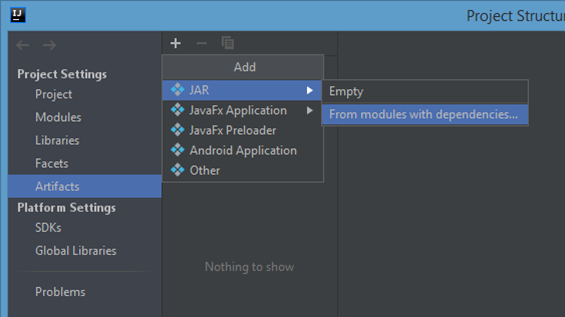 IJ
Project Structur
+
Project Settings
Project
Modules
Libraries
Facets
Artifacts
Platform Settings
SDKs
Global Libraries
Problems
Add
JAR
JavaFx Application
JavaFx Preloader
Android Application
Other
Empty
From modules with dependencies...
Nothing to show